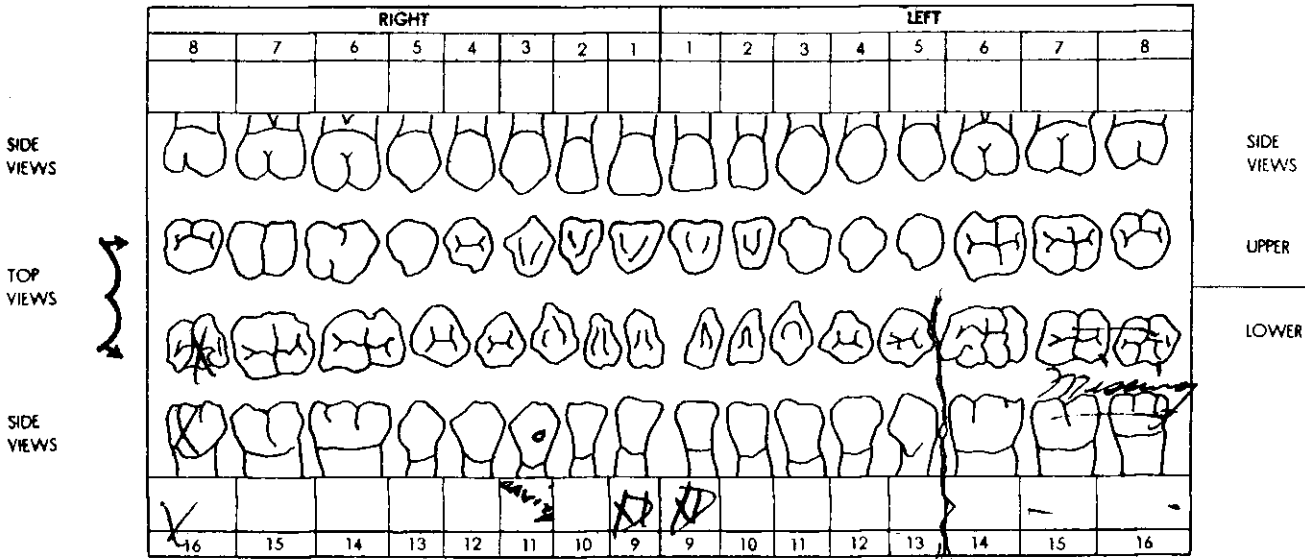 RIGHT LEFT
8 7 6 5 4 3 2 1 1 2 3 4 5 6 7 8
SIDE VIEWS
SIDE VIEWS
TOP VIEWS
UPPER
LOWER
Missing
SIDE VIEWS
X
16 15 14 13 12 11 10 9 9 10 11 12 13 14 15 16